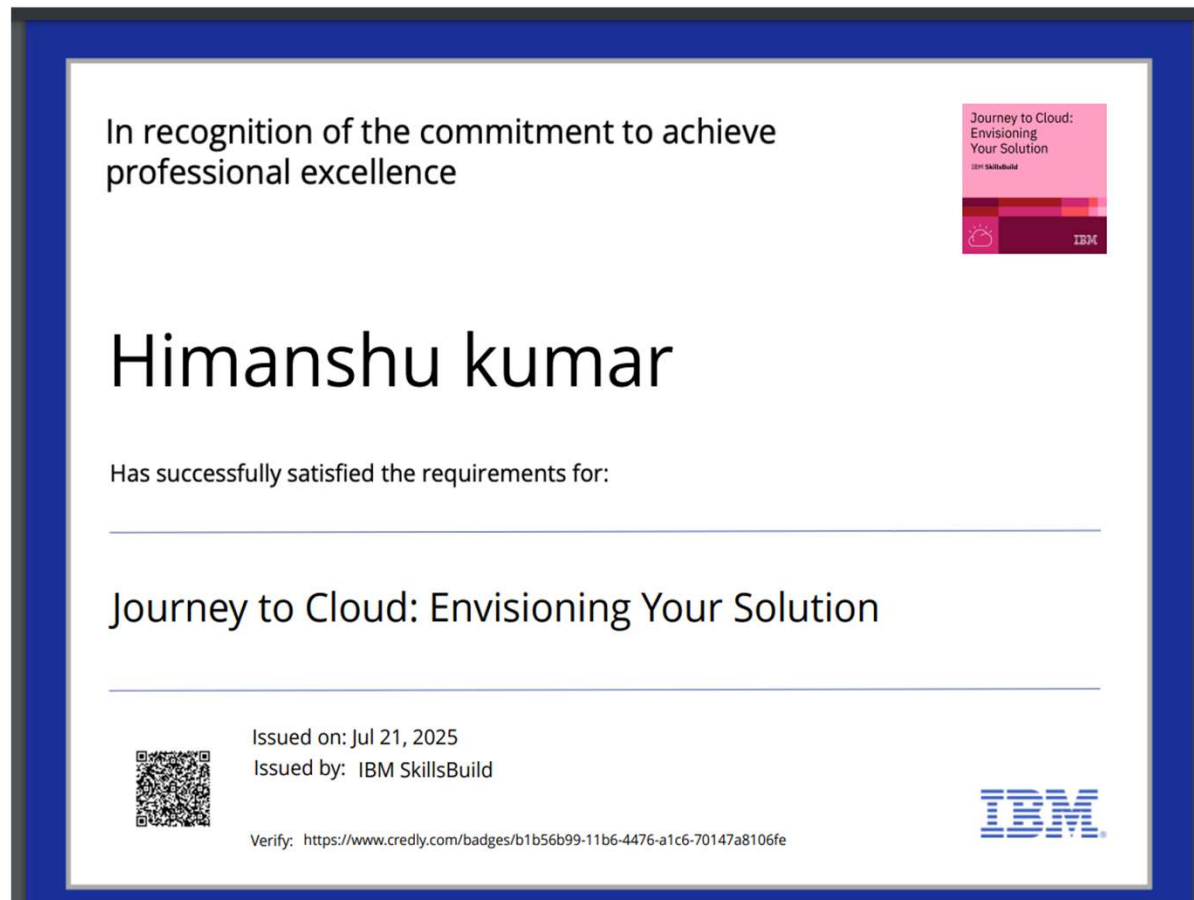 In recognition of the commitment to achieve
professional excellence
Journey to Cloud:
Envisioning
Your Solution
IBM SkillsBuild
IBM
Himanshu kumar
Has successfully satisfied the requirements for:
Journey to Cloud: Envisioning Your Solution
Issued on: Jul 21, 2025
Issued by: IBM SkillsBuild
Verify: https://www.credly.com/badges/b1b56b99-11b6-4476-a1c6-70147a8106fe
IBM